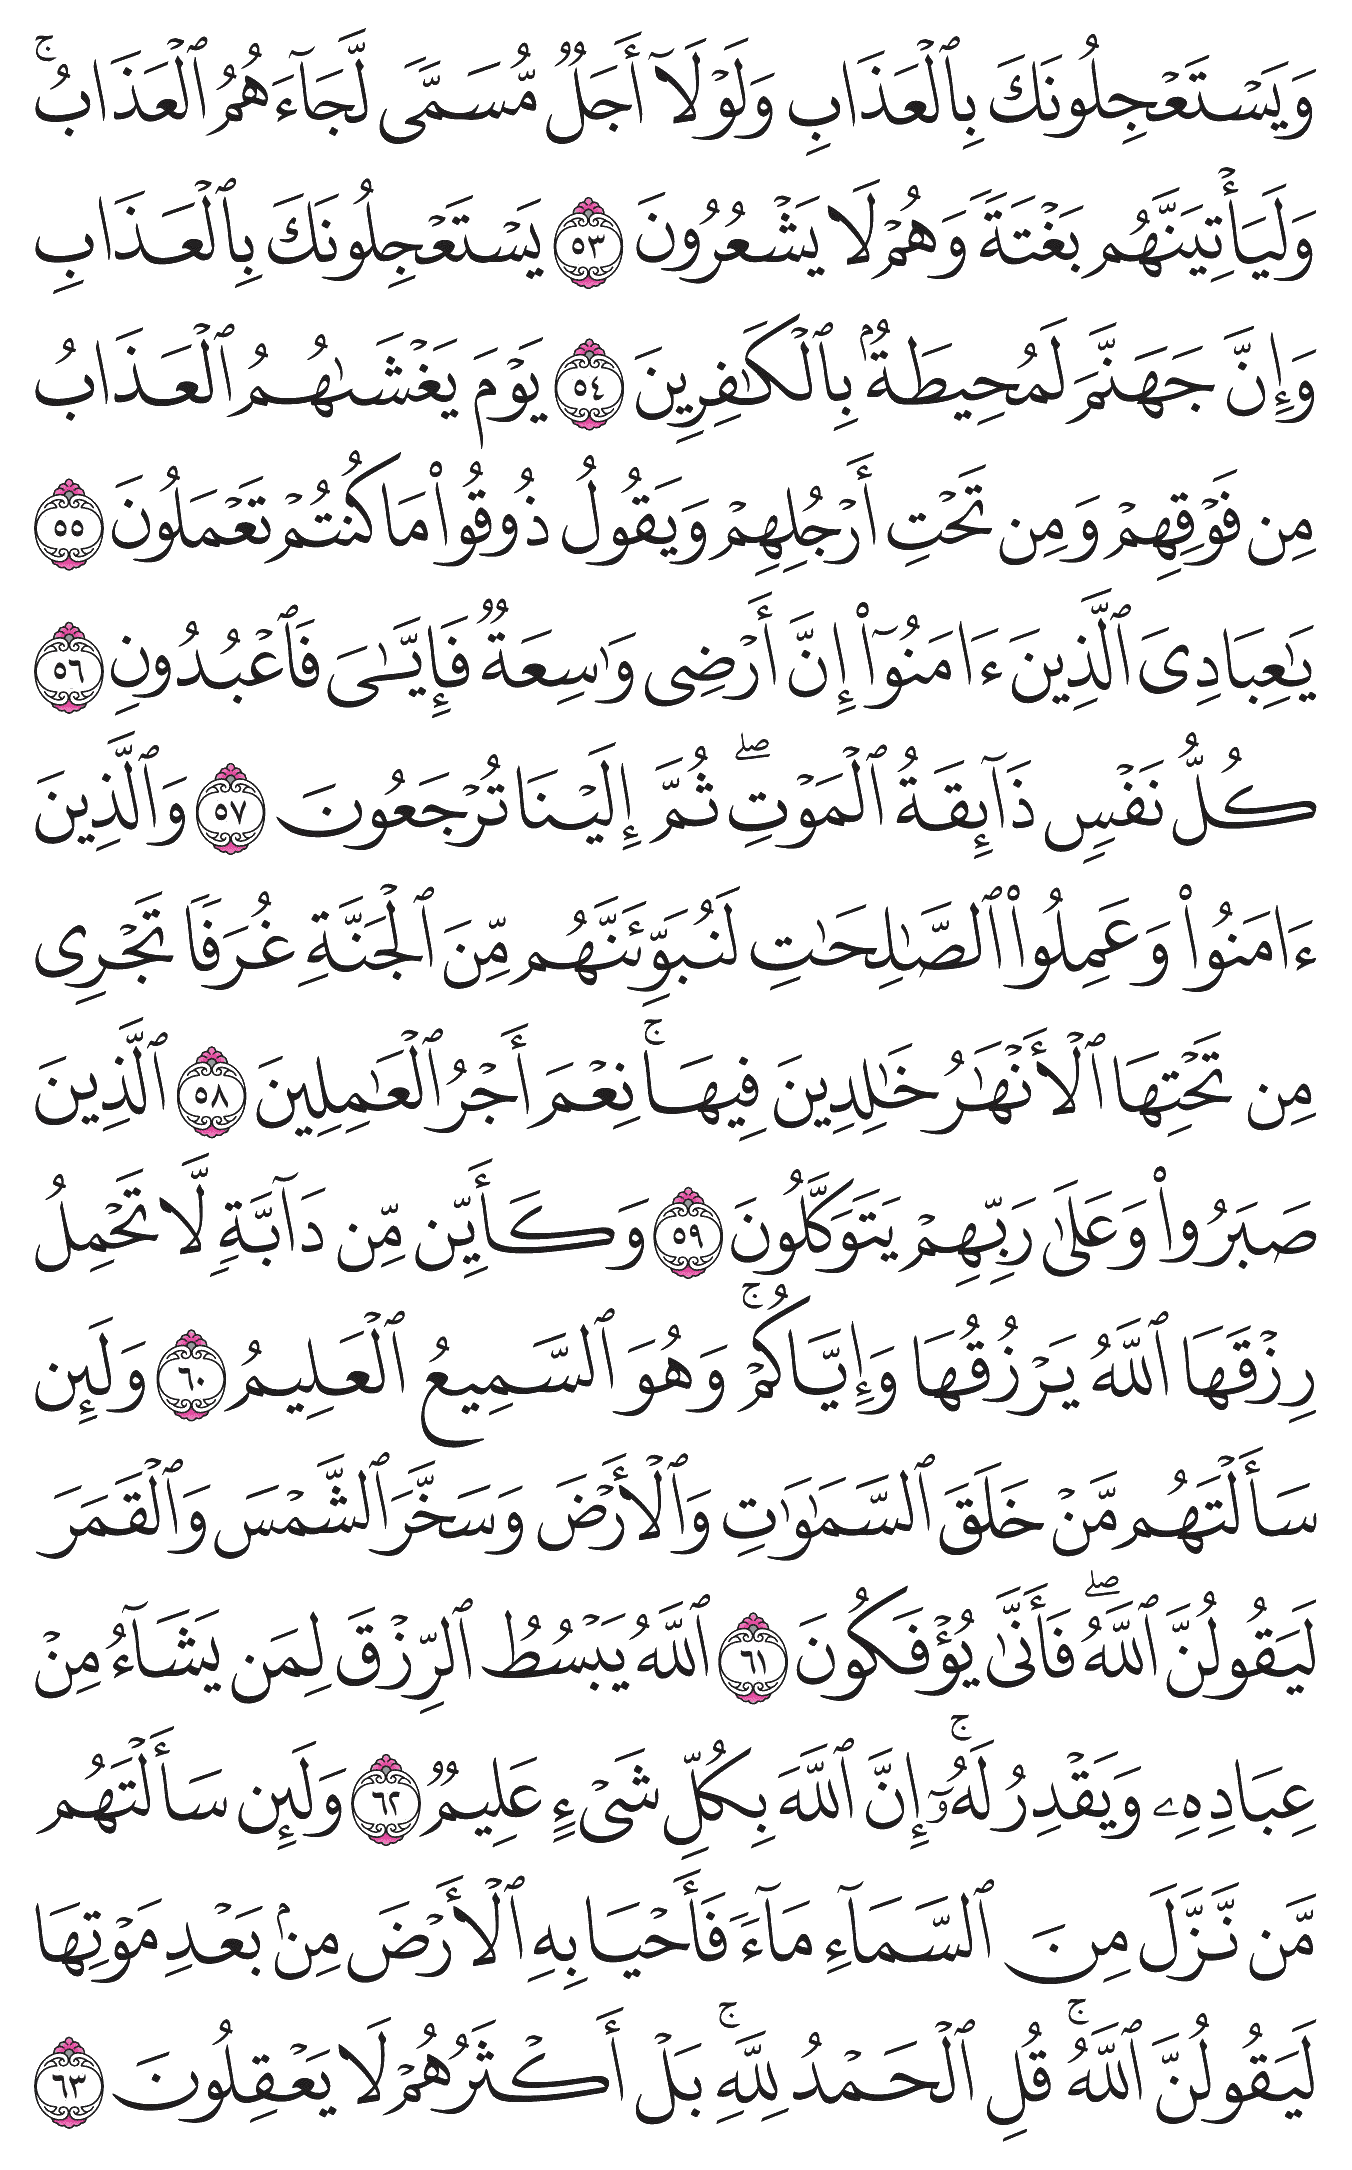 وَيَسۡتَعۡجِلُونَكَ بِٱلۡعَذَابِ وَلَوۡلَآ أَجَلٞ مُّسَمّٗى لَّجَآءَهُمُ ٱلۡعَذَابُۚ
وَلَيَأۡتِيَنَّهُم بَغۡتَةٗ وَهُمۡ لَا يَشۡعُرُونَ ٥٣ يَسۡتَعۡجِلُونَكَ بِٱلۡعَذَابِ
وَإِنَّ جَهَنَّمَ لَمُحِيطَةُۢ بِٱلۡكَٰفِرِينَ ٥٤ يَوۡمَ يَغۡشَىٰهُمُ ٱلۡعَذَابُ
مِن فَوۡقِهِمۡ وَمِن تَحۡتِ أَرۡجُلِهِمۡ وَيَقُولُ ذُوقُواْ مَا كُنتُمۡ تَعۡمَلُونَ ٥٥
يَٰعِبَادِيَ ٱلَّذِينَ ءَامَنُوٓاْ إِنَّ أَرۡضِي وَٰسِعَةٞ فَإِيَّٰيَ فَٱعۡبُدُونِ ٥٦
كُلُّ نَفۡسٖ ذَآئِقَةُ ٱلۡمَوۡتِۖ ثُمَّ إِلَيۡنَا تُرۡجَعُونَ ٥٧ وَٱلَّذِينَ
ءَامَنُواْ وَعَمِلُواْ ٱلصَّٰلِحَٰتِ لَنُبَوِّئَنَّهُم مِّنَ ٱلۡجَنَّةِ غُرَفٗا تَجۡرِي
مِن تَحۡتِهَا ٱلۡأَنۡهَٰرُ خَٰلِدِينَ فِيهَاۚ نِعۡمَ أَجۡرُ ٱلۡعَٰمِلِينَ ٥٨ ٱلَّذِينَ
صَبَرُواْ وَعَلَىٰ رَبِّهِمۡ يَتَوَكَّلُونَ ٥٩ وَكَأَيِّن مِّن دَآبَّةٖ لَّا تَحۡمِلُ
رِزۡقَهَا ٱللَّهُ يَرۡزُقُهَا وَإِيَّاكُمۡۚ وَهُوَ ٱلسَّمِيعُ ٱلۡعَلِيمُ ٦٠ وَلَئِن
سَأَلۡتَهُم مَّنۡ خَلَقَ ٱلسَّمَٰوَٰتِ وَٱلۡأَرۡضَ وَسَخَّرَ ٱلشَّمۡسَ وَٱلۡقَمَرَ
لَيَقُولُنَّ ٱللَّهُۖ فَأَنَّىٰ يُؤۡفَكُونَ ٦١ ٱللَّهُ يَبۡسُطُ ٱلرِّزۡقَ لِمَن يَشَآءُ مِنۡ
عِبَادِهِۦ وَيَقۡدِرُ لَهُۥٓۚ إِنَّ ٱللَّهَ بِكُلِّ شَيۡءٍ عَلِيمٞ ٦٢ وَلَئِن سَأَلۡتَهُم
مَّن نَّزَّلَ مِنَ ٱلسَّمَآءِ مَآءٗ فَأَحۡيَا بِهِ ٱلۡأَرۡضَ مِنۢ بَعۡدِ مَوۡتِهَا
لَيَقُولُنَّ ٱللَّهُۚ قُلِ ٱلۡحَمۡدُ لِلَّهِۚ بَلۡ أَكۡثَرُهُمۡ لَا يَعۡقِلُونَ ٦٣